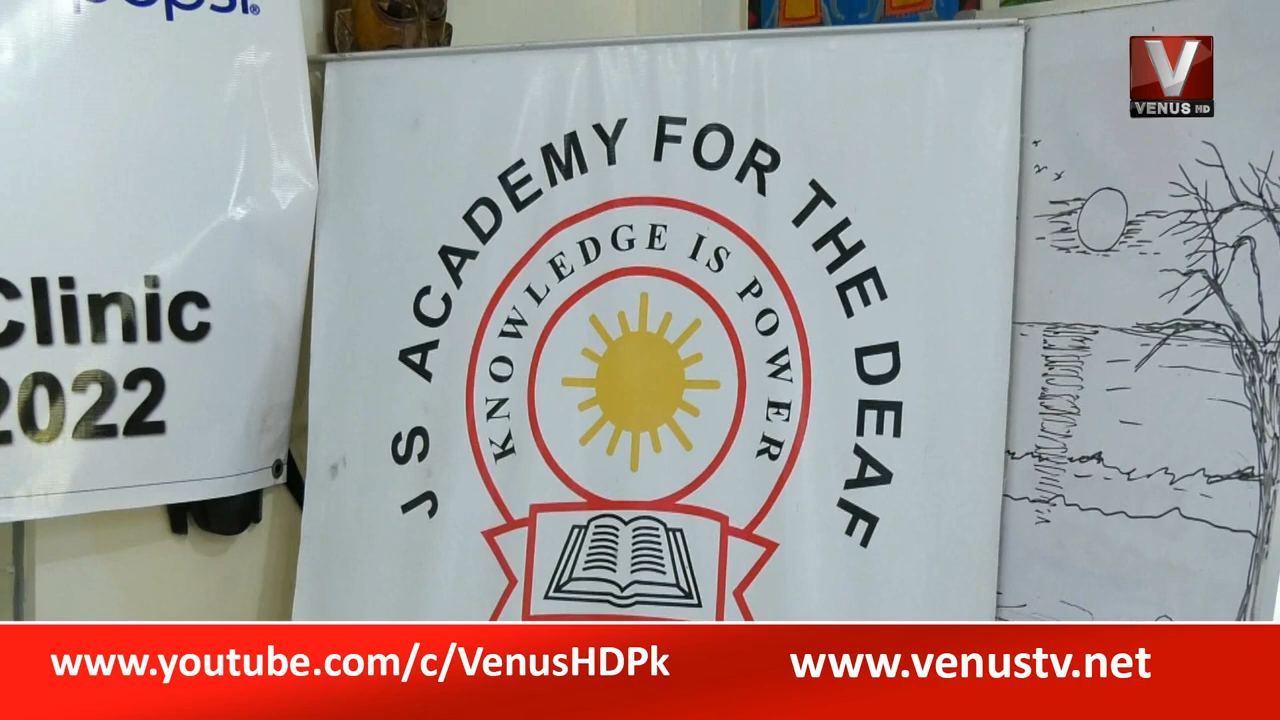 pepsi®
Clinic
2022
JS ACADEMY FOR THE DEAF
KNOWLEDGE IS POWER
V
VENUS HD
www.youtube.com/c/VenusHDPk
www.venustv.net